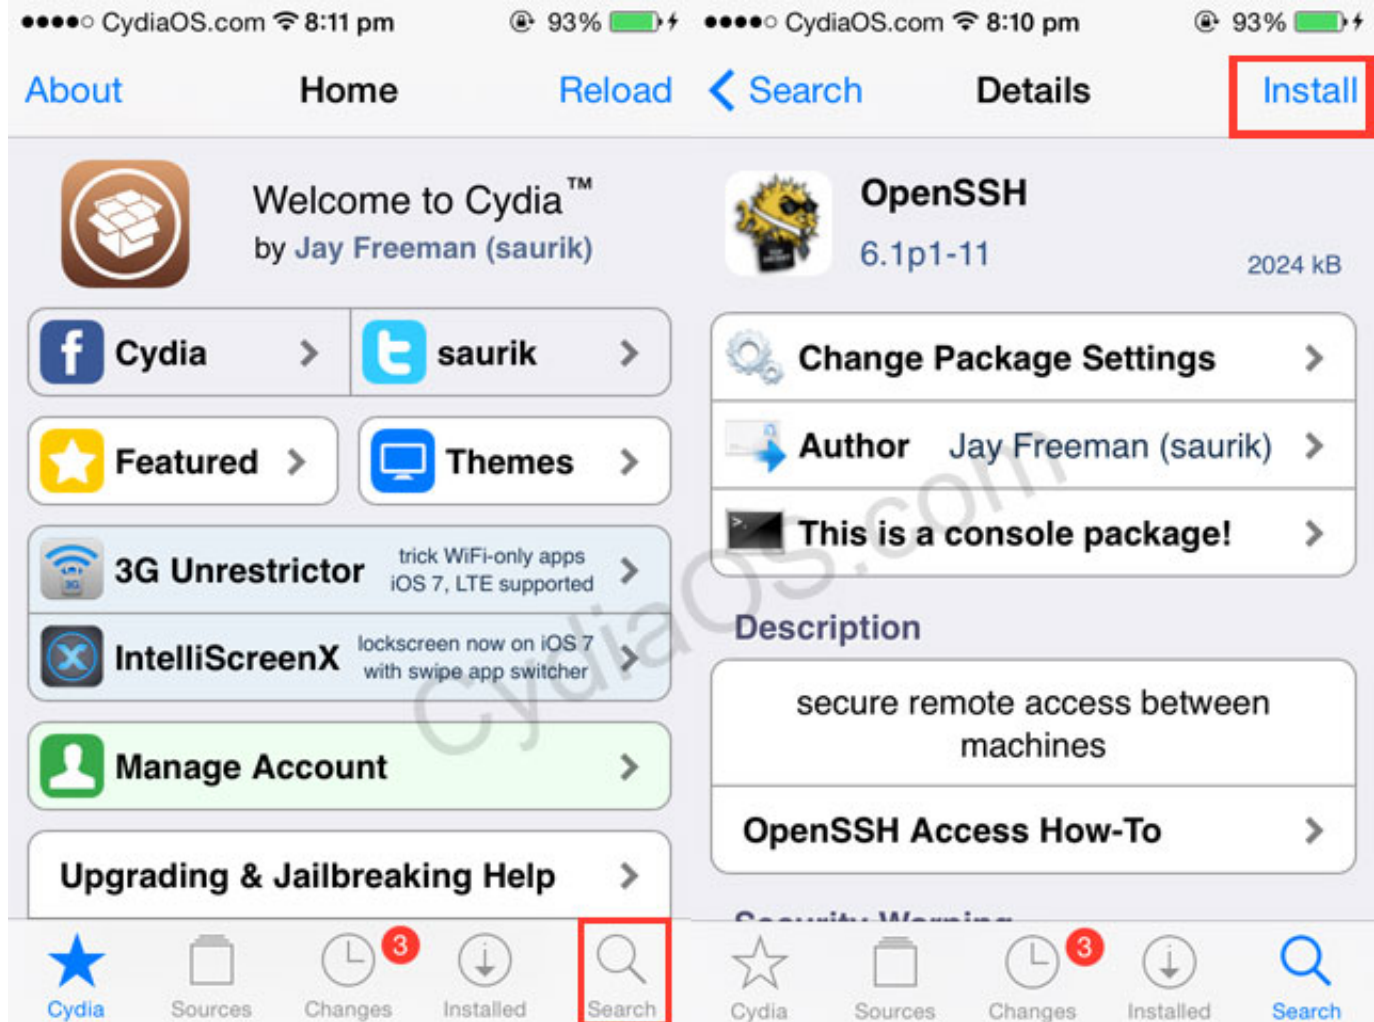 CydiaOS.com 8:11 pm 93%
About Home Reload
Welcome to Cydia™
by Jay Freeman (saurik)
Cydia
saurik
Featured
Themes
3G Unrestrictor
trick WiFi-only apps
iOS 7, LTE supported
IntelliScreenX
lockscreen now on iOS 7
with swipe app switcher
Manage Account
Upgrading & Jailbreaking Help
3
Cydia Sources Changes Installed Search
CydiaOS.com 8:10 pm 93%
Search Details Install
OpenSSH
6.1p1-11
2024 kB
Change Package Settings
Author Jay Freeman (saurik)
This is a console package!
Description
secure remote access between
machines
OpenSSH Access How-To
Security Warning
3
Cydia Sources Changes Installed Search
CydiaOS.com